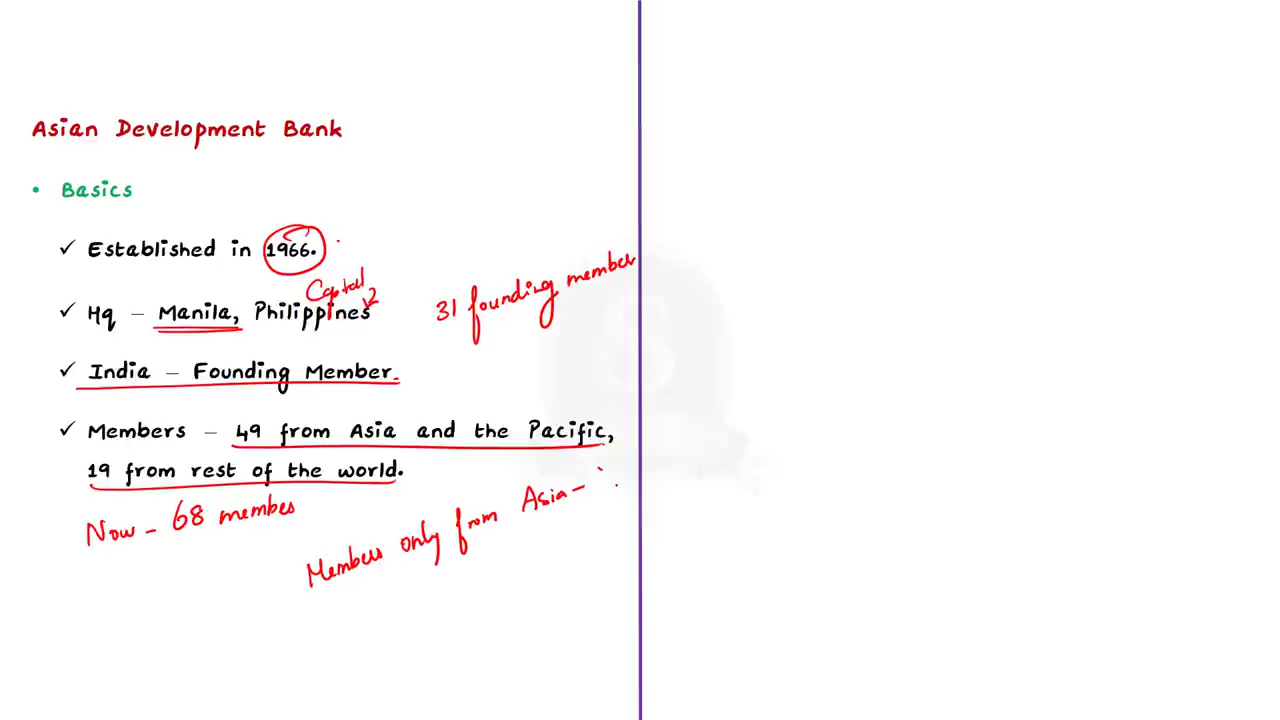 Asian Development Bank
• Basics
✓ Established in 1966.
Capital
✓ Hq – Manila, Philippines
31 founding member
✓ India – Founding Member.
✓ Members – 49 from Asia and the Pacific,
19 from rest of the world.
Now - 68 membes
Members only from Asia -